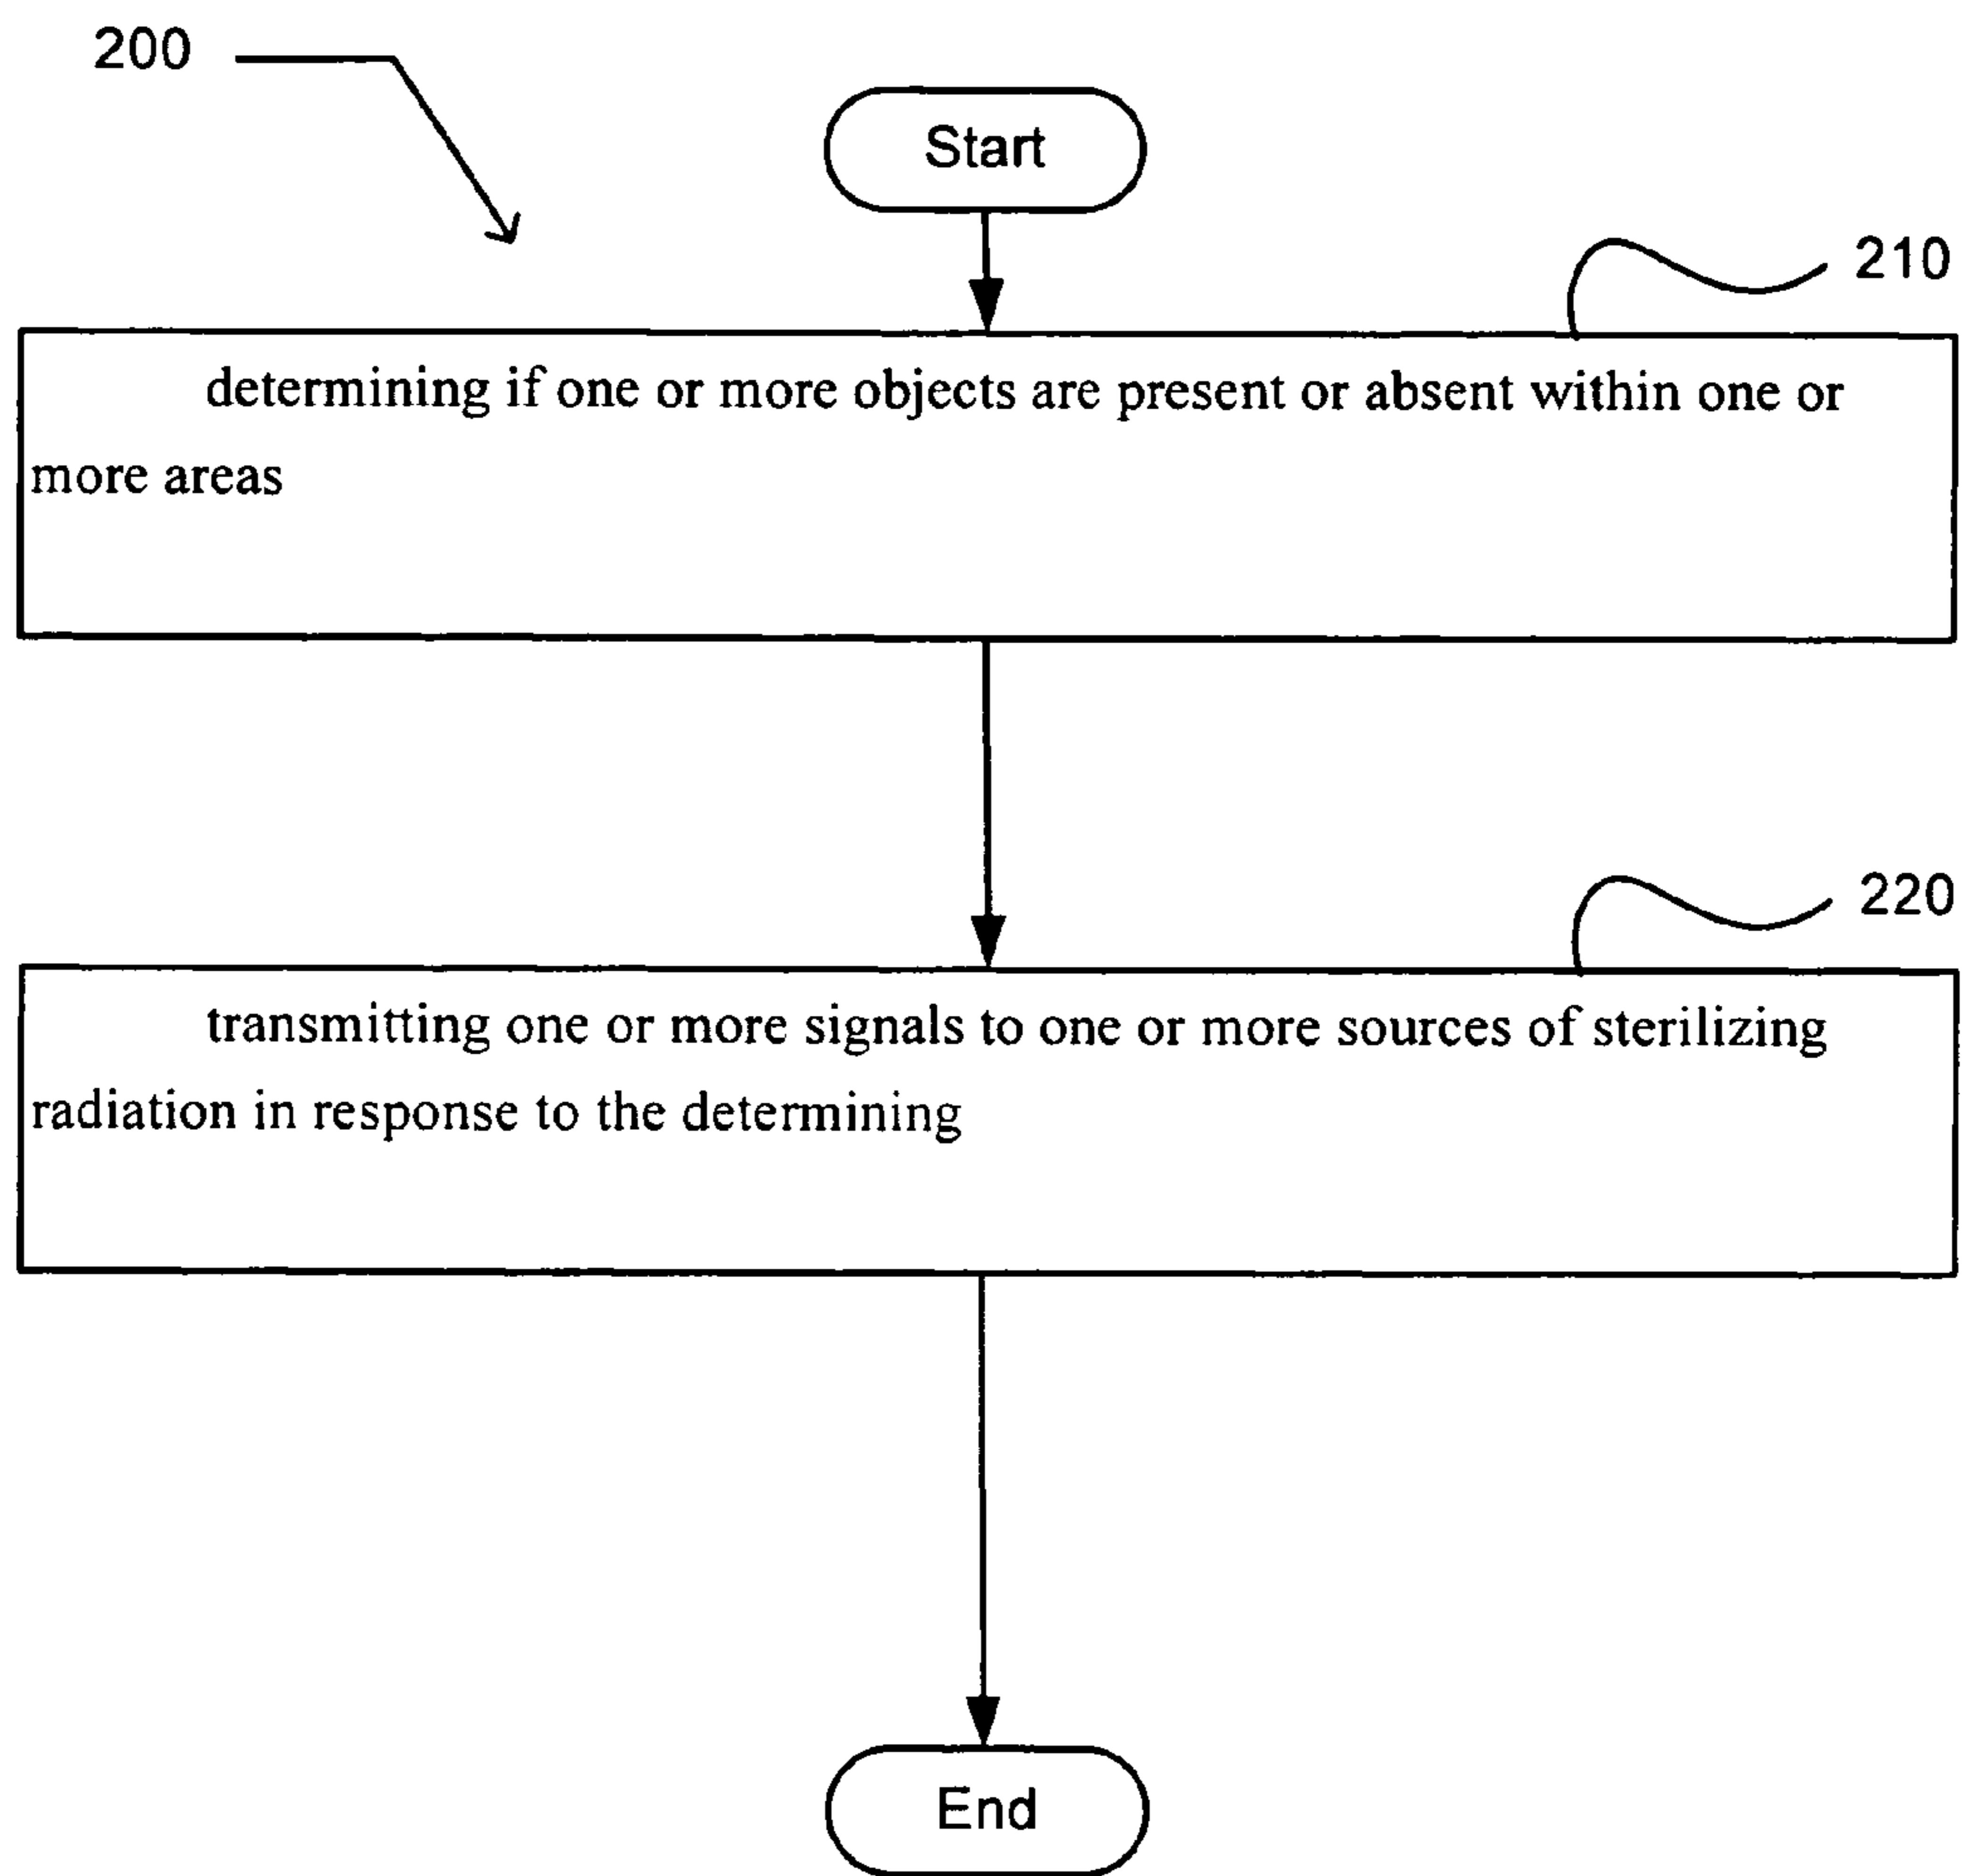 200
Start
210
determining if one or more objects are present or absent within one or
more areas
220
transmitting one or more signals to one or more sources of sterilizing
radiation in response to the determining
End